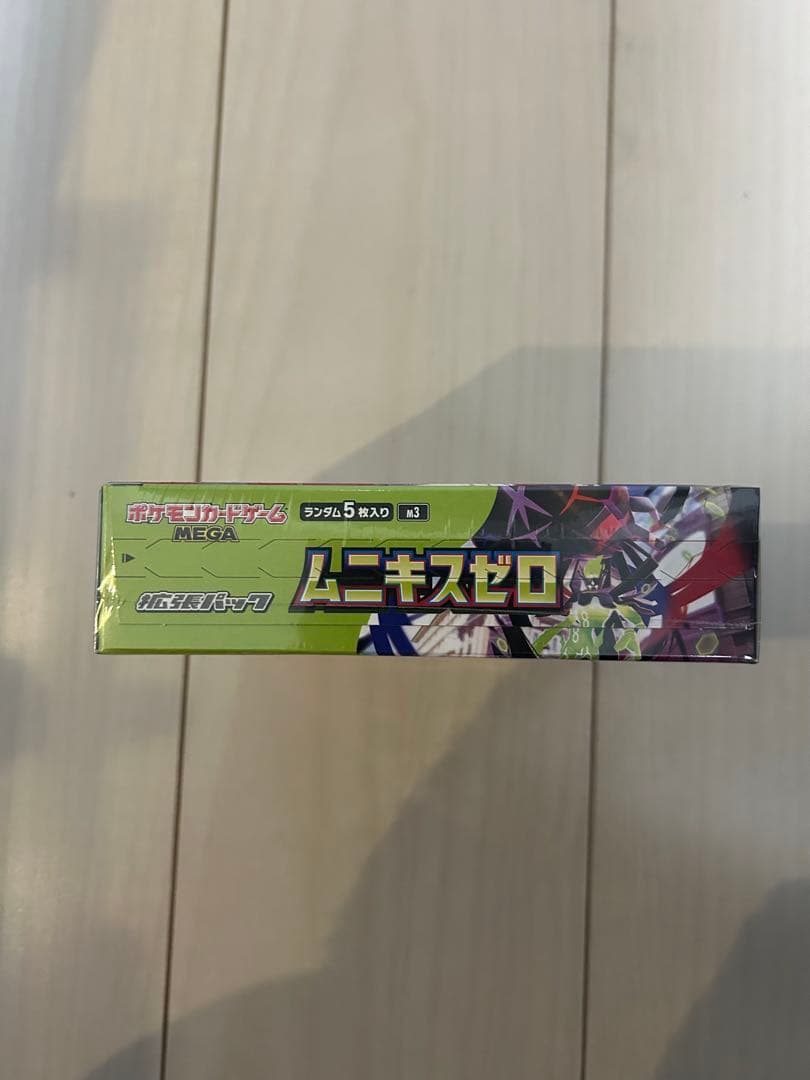 ポケモンカードゲーム
MEGA
ランダム5枚入り
M3
拡張パック
ムニキスゼロ